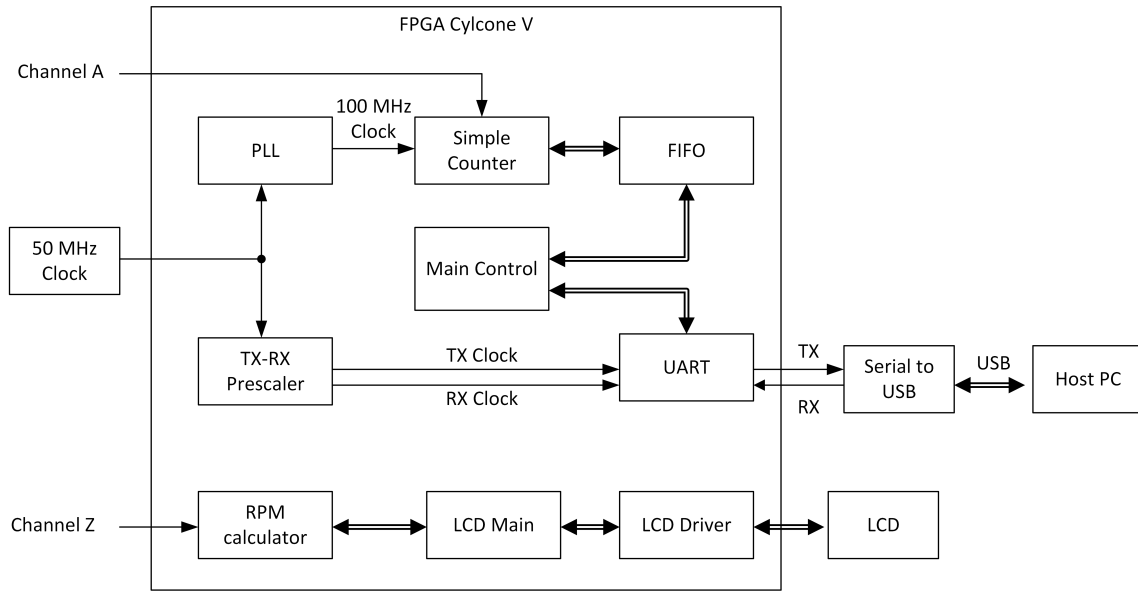 FPGA Cylcone V
Channel A
100 MHz
Clock
PLL
Simple
Counter
FIFO
50 MHz
Clock
Main Control
TX-RX
Prescaler
TX Clock
RX Clock
UART
TX
RX
Serial to
USB
USB
Host PC
Channel Z
RPM
calculator
LCD Main
LCD Driver
LCD